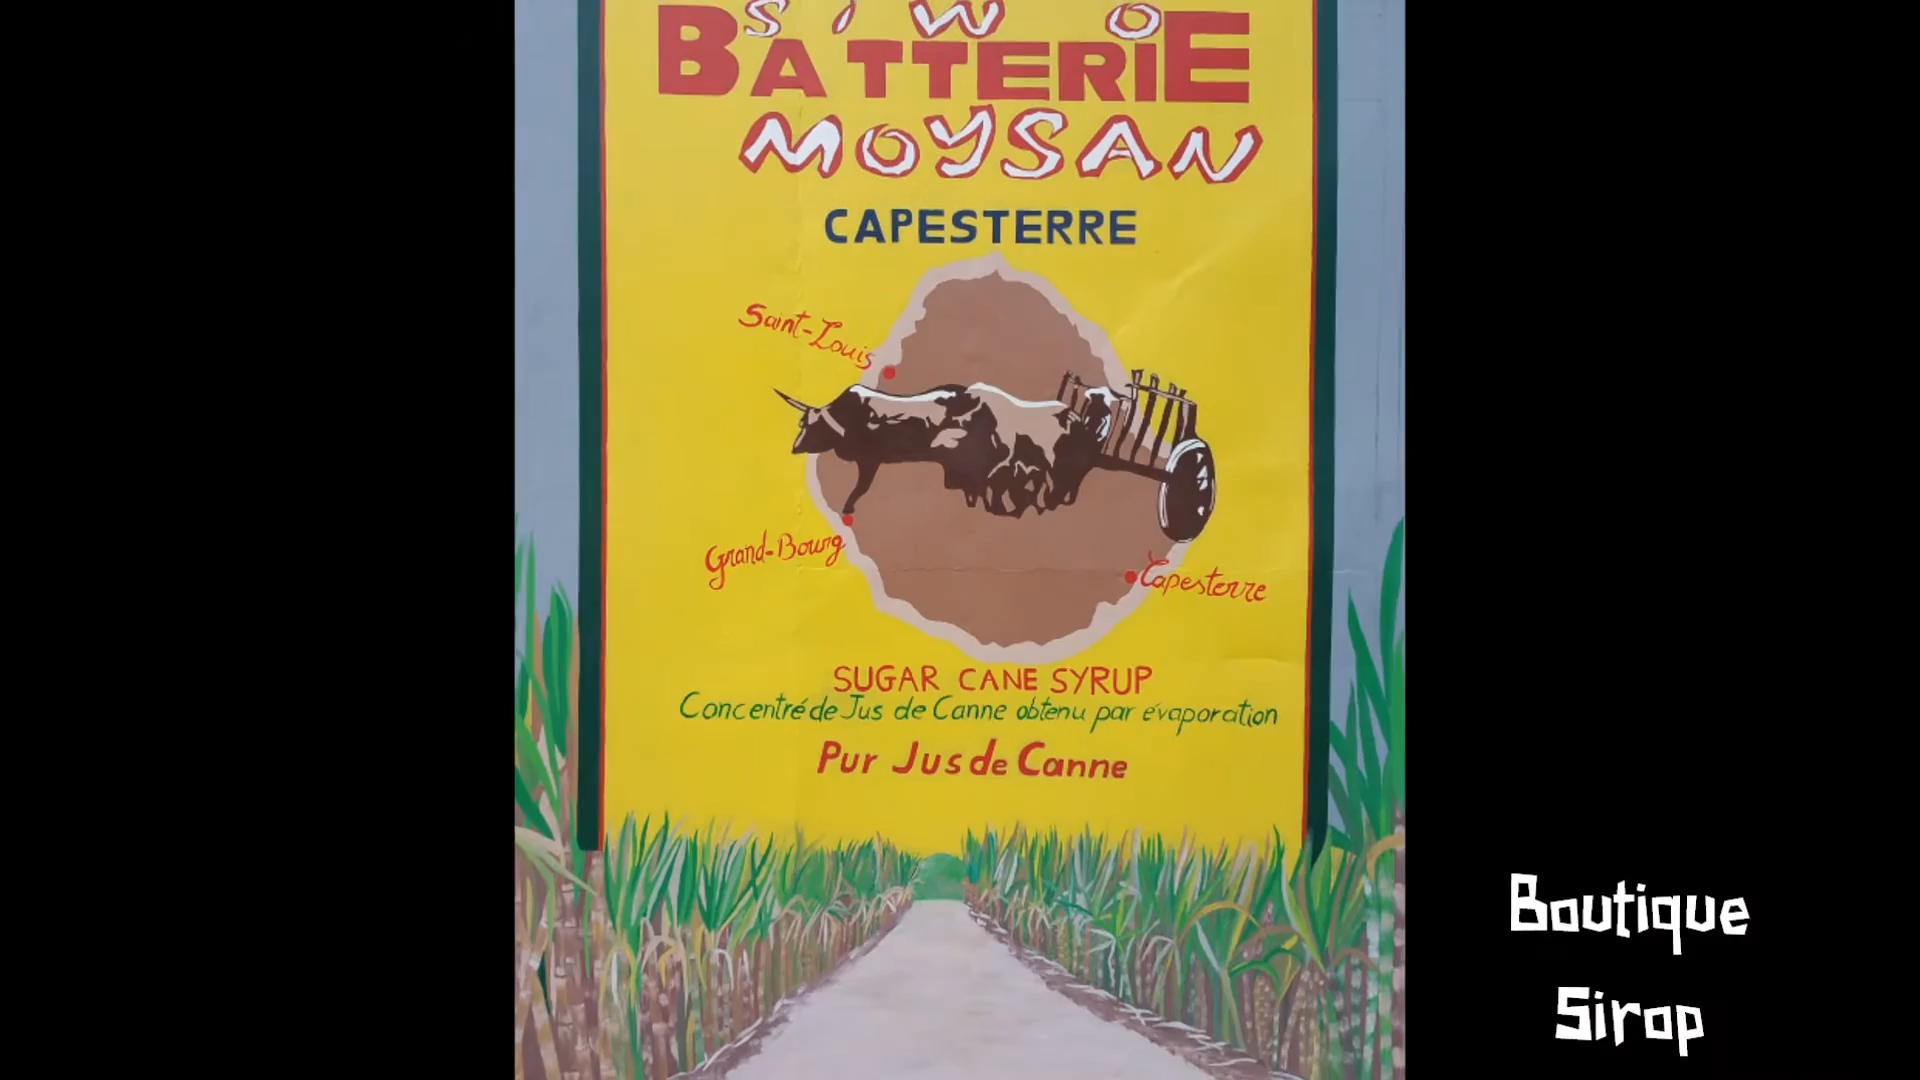 S'WO
BATTERIE
MOYSAN
CAPESTERRE
Saint-Louis
Grand-Bourg
Capesterre
SUGAR CANE SYRUP
Concentré de Jus de Canne obtenu par évaporation
Pur Jus de Canne
Boutique
Sirop